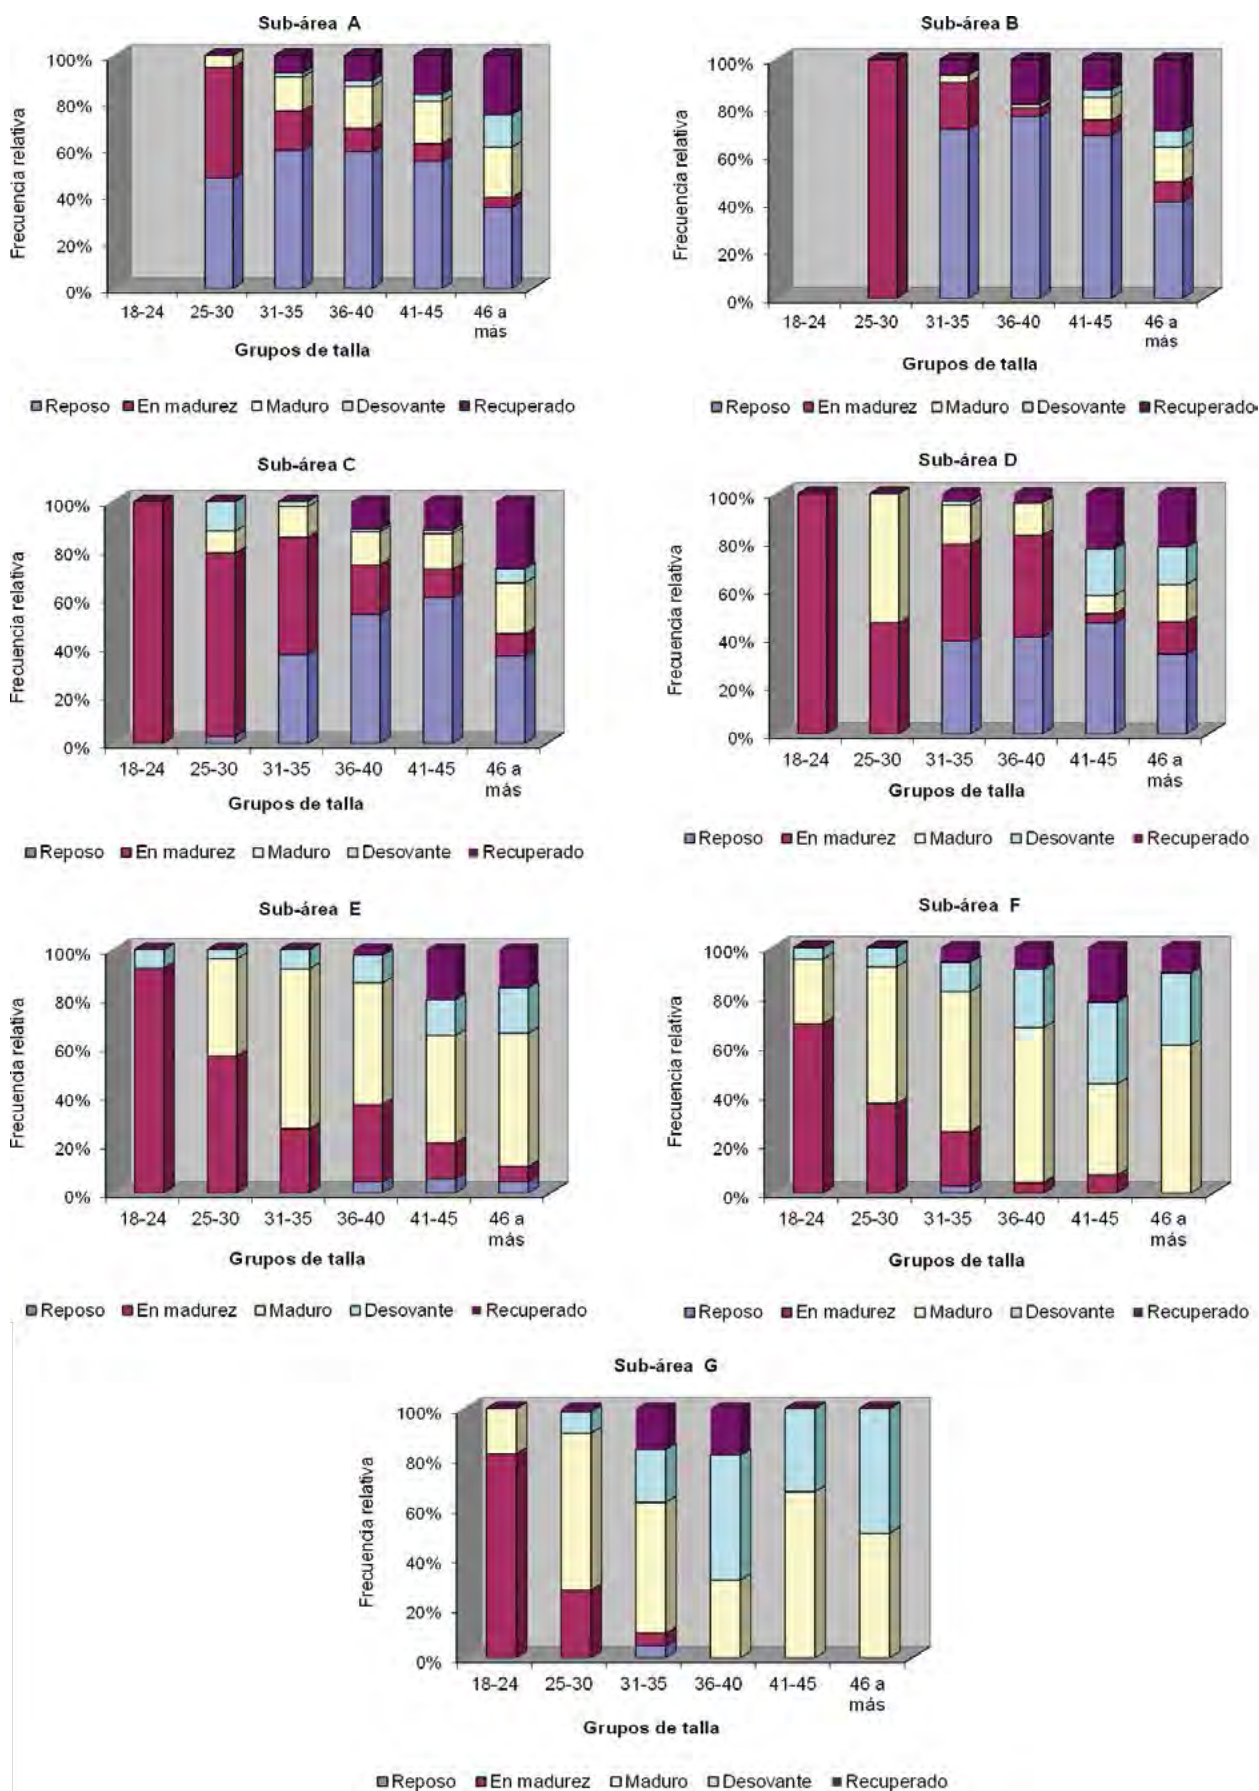 Sub-área A
Frecuencia relativa
100%
80%
60%
40%
20%
0%
18-24 25-30 31-35 36-40 41-45 46 a más
Grupos de talla
Reposo En madurez Maduro Desovante Recuperado
Sub-área B
Frecuencia relativa
100%
80%
60%
40%
20%
0%
18-24 25-30 31-35 36-40 41-45 46 a más
Grupos de talla
Reposo En madurez Maduro Desovante Recuperado
Sub-área C
Frecuencia relativa
100%
80%
60%
40%
20%
0%
18-24 25-30 31-35 36-40 41-45 46 a más
Grupos de talla
Reposo En madurez Maduro Desovante Recuperado
Sub-área D
Frecuencia relativa
100%
80%
60%
40%
20%
0%
18-24 25-30 31-35 36-40 41-45 46 a más
Grupos de talla
Reposo En madurez Maduro Desovante Recuperado
Sub-área E
Frecuencia relativa
100%
80%
60%
40%
20%
0%
18-24 25-30 31-35 36-40 41-45 46 a más
Grupos de talla
Reposo En madurez Maduro Desovante Recuperado
Sub-área F
Frecuencia relativa
100%
80%
60%
40%
20%
0%
18-24 25-30 31-35 36-40 41-45 46 a más
Grupos de talla
Reposo En madurez Maduro Desovante Recuperado
Sub-área G
Frecuencia relativa
100%
80%
60%
40%
20%
0%
18-24 25-30 31-35 36-40 41-45 46 a más
Grupos de talla
Reposo En madurez Maduro Desovante Recuperado